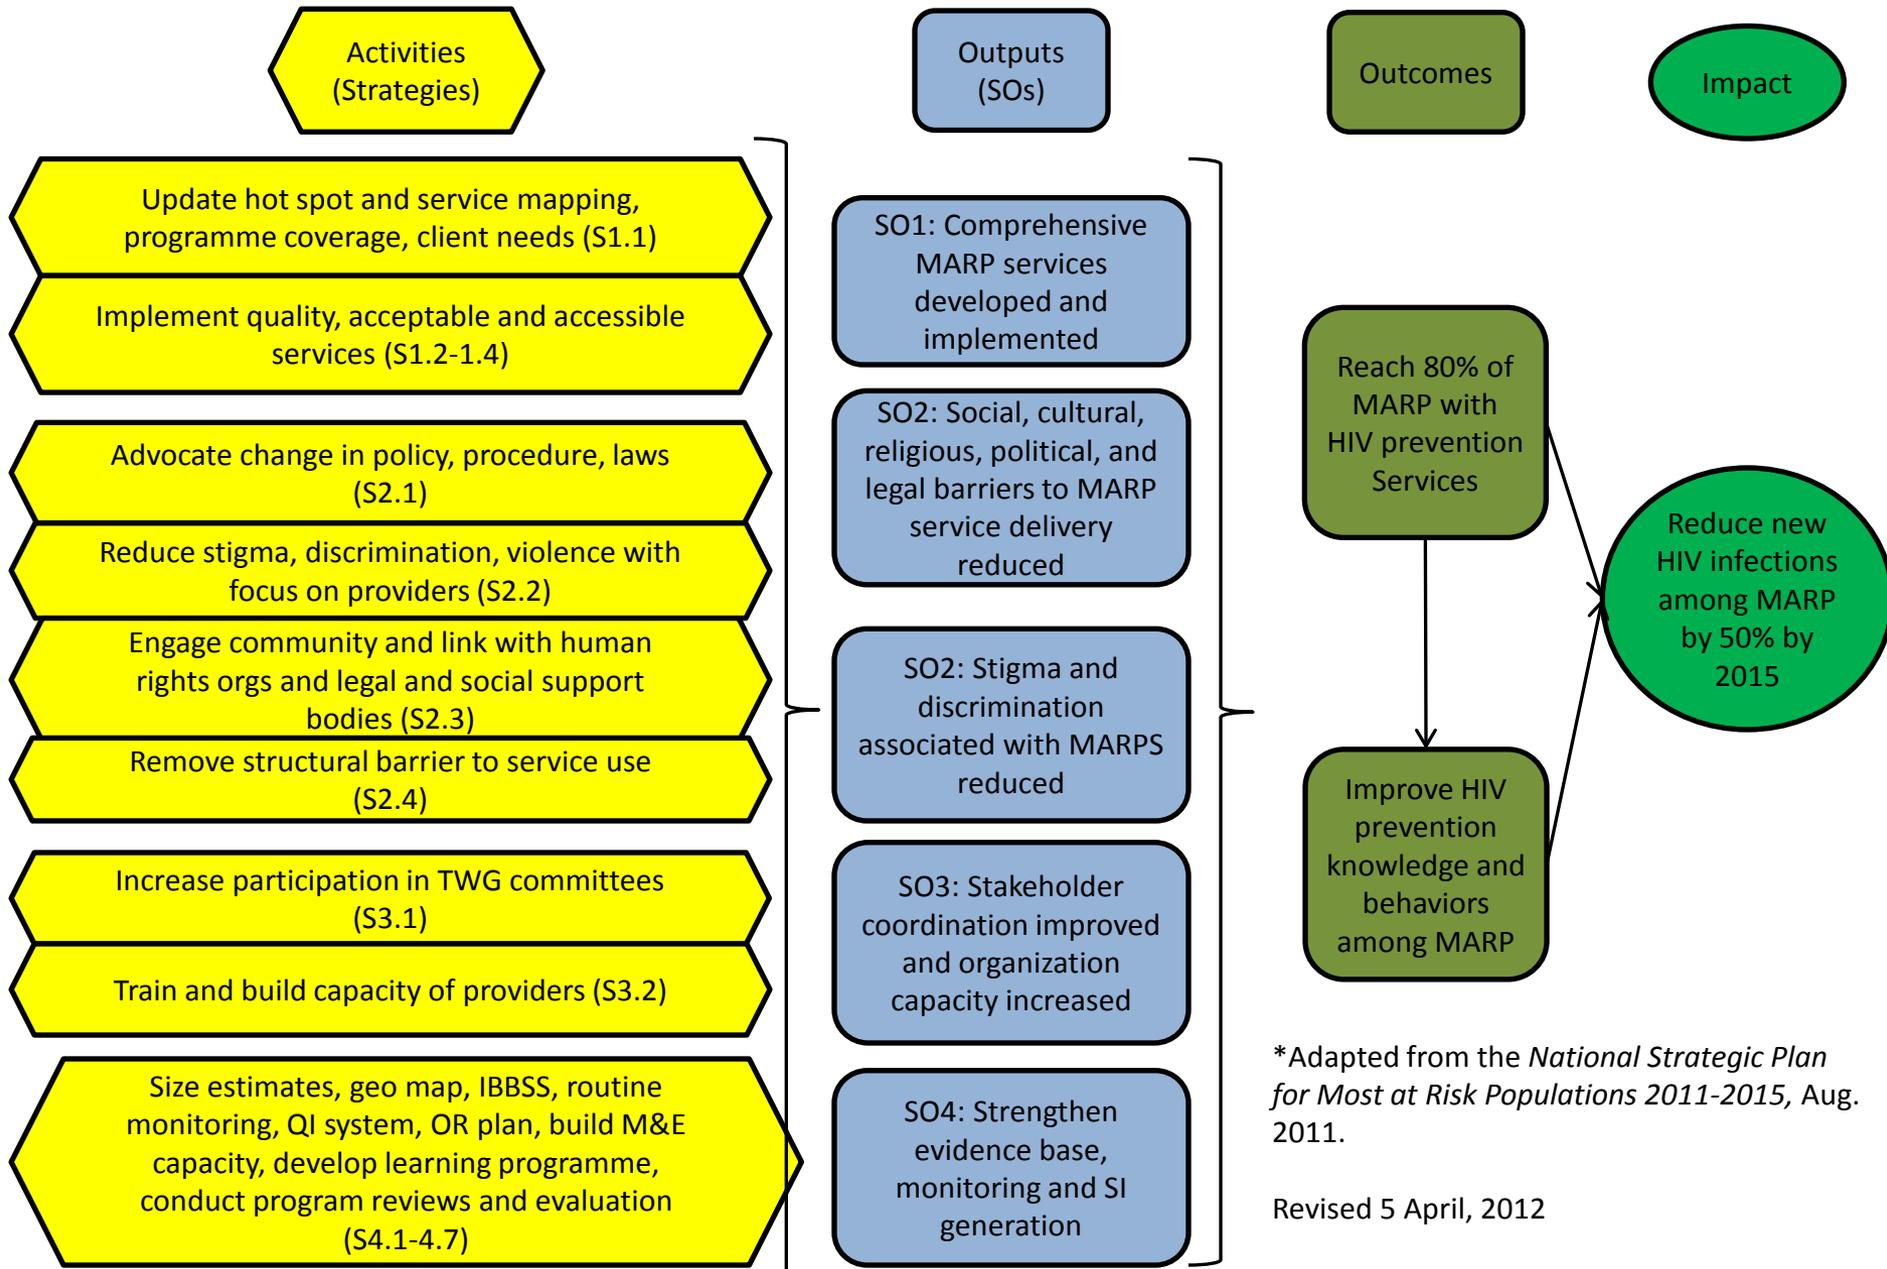 Activities
(Strategies)
Outputs
(SOs)
Outcomes
Impact
Update hot spot and service mapping,
programme coverage, client needs (S1.1)
Implement quality, acceptable and accessible
services (S1.2-1.4)
Advocate change in policy, procedure, laws
(S2.1)
Reduce stigma, discrimination, violence with
focus on providers (S2.2)
Engage community and link with human
rights orgs and legal and social support
bodies (S2.3)
Remove structural barrier to service use
(S2.4)
Increase participation in TWG committees
(S3.1)
Train and build capacity of providers (S3.2)
Size estimates, geo map, IBBSS, routine
monitoring, QI system, OR plan, build M&E
capacity, develop learning programme,
conduct program reviews and evaluation
(S4.1-4.7)
SO1: Comprehensive
MARP services
developed and
implemented
SO2: Social, cultural,
religious, political, and
legal barriers to MARP
service delivery
reduced
SO2: Stigma and
discrimination
associated with MARPS
reduced
SO3: Stakeholder
coordination improved
and organization
capacity increased
SO4: Strengthen
evidence base,
monitoring and SI
generation
Reach 80% of
MARP with
HIV prevention
Services
Improve HIV
prevention
knowledge and
behaviors
among MARP
Reduce new
HIV infections
among MARP
by 50% by
2015
*Adapted from the National Strategic Plan
for Most at Risk Populations 2011-2015, Aug.
2011.
Revised 5 April, 2012